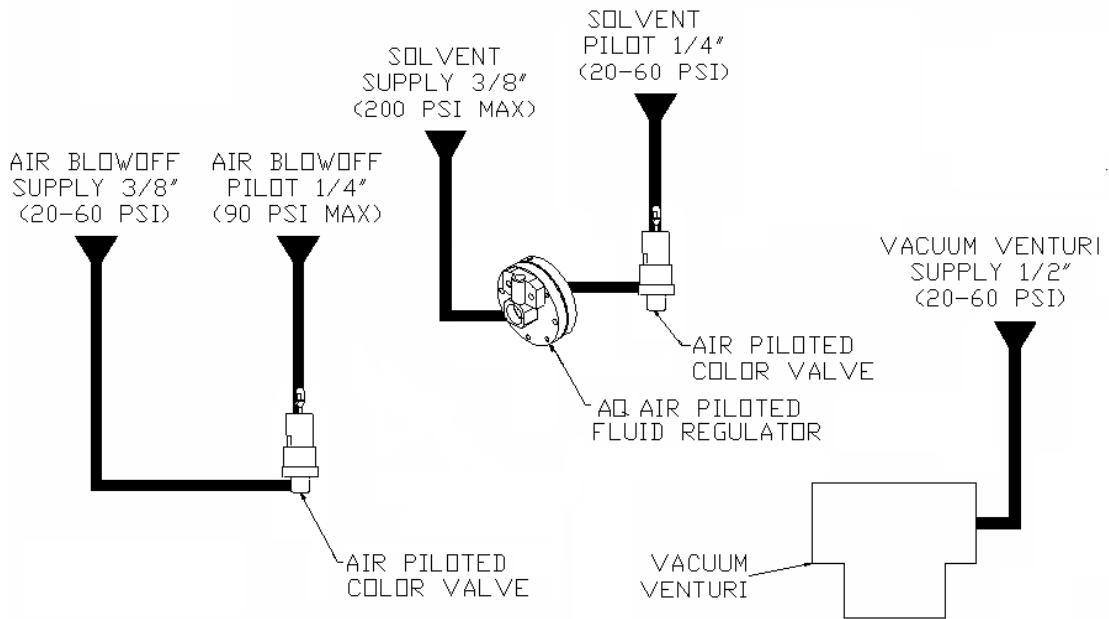 SOLVENT
PILOT 1/4"
(20-60 PSI)
SOLVENT
SUPPLY 3/8"
(200 PSI MAX)
AIR BLOWOFF
SUPPLY 3/8"
(20-60 PSI)
AIR BLOWOFF
PILOT 1/4"
(90 PSI MAX)
VACUUM VENTURI
SUPPLY 1/2"
(20-60 PSI)
AIR PILOTED
COLOR VALVE
AQ AIR PILOTED
FLUID REGULATOR
AIR PILOTED
COLOR VALVE
VACUUM
VENTURI